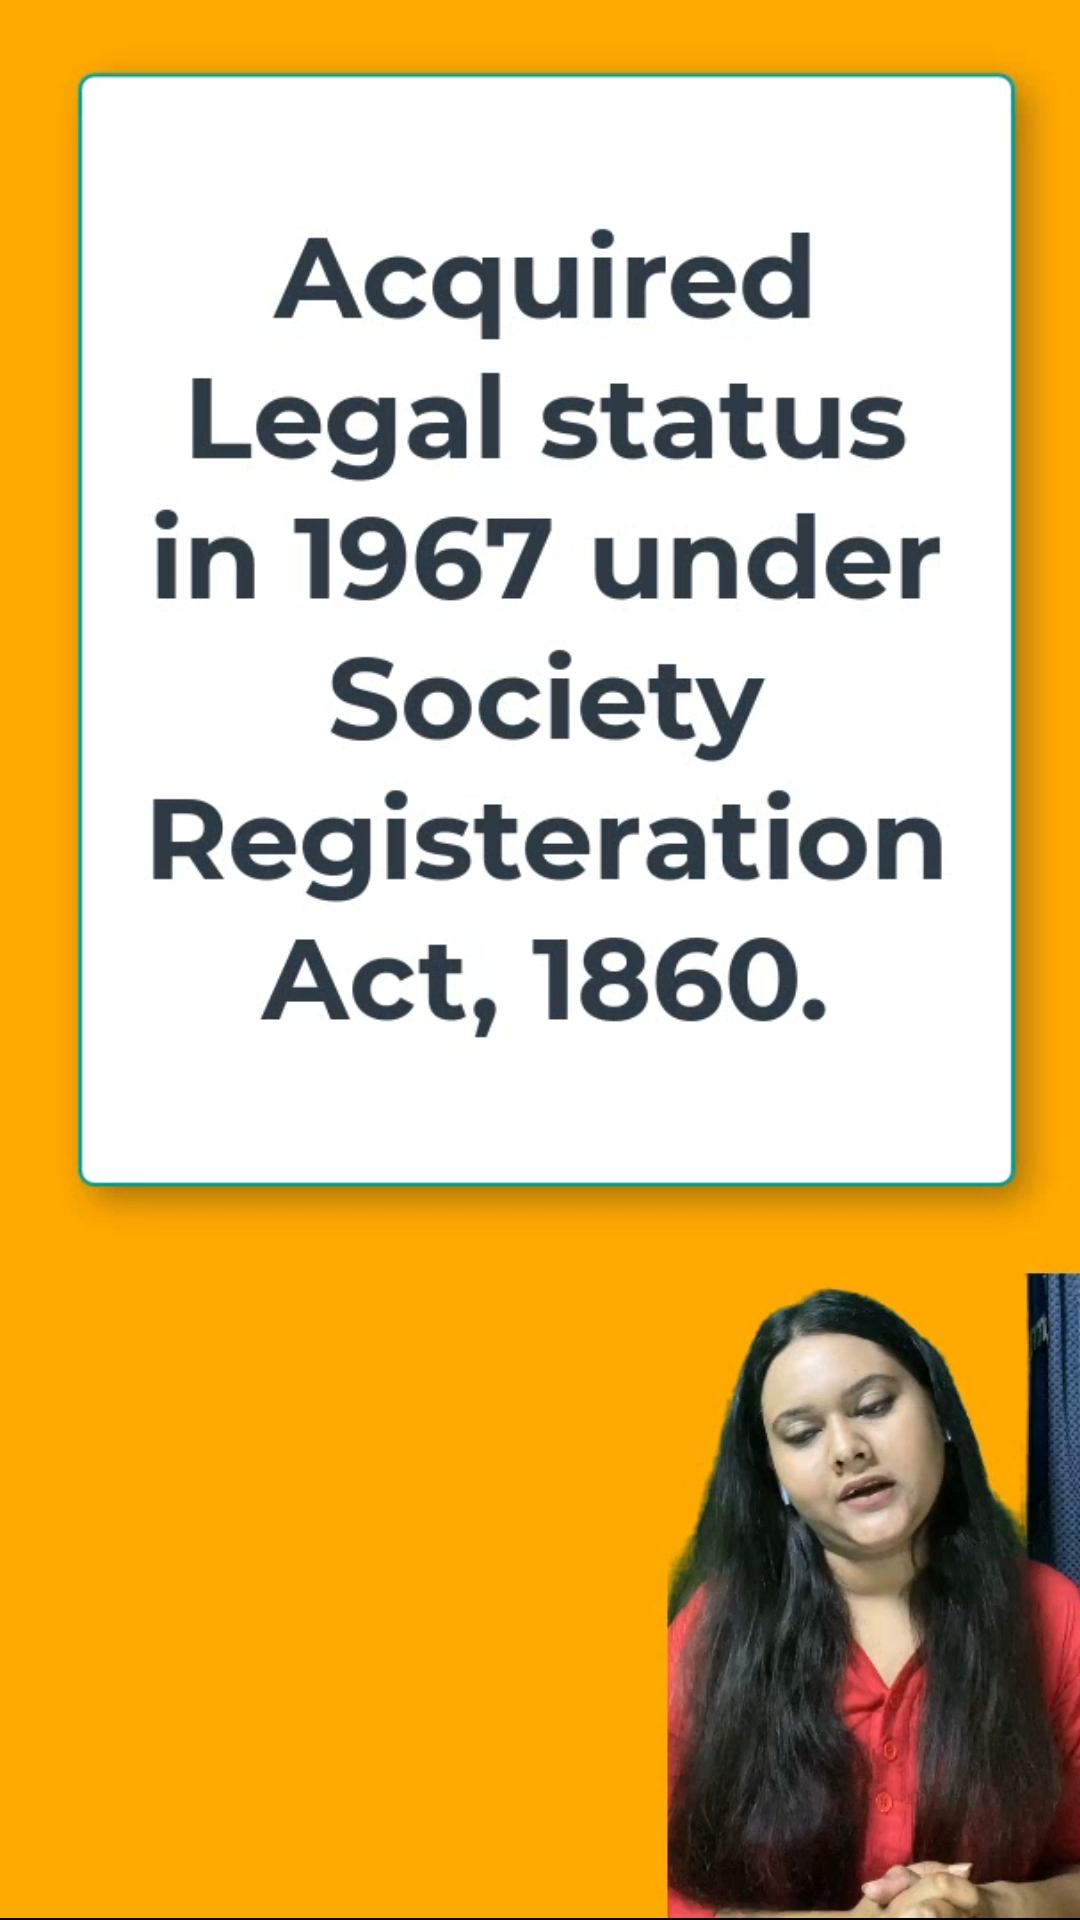 Acquired
Legal status
in 1967 under
Society
Registeration
Act, 1860.